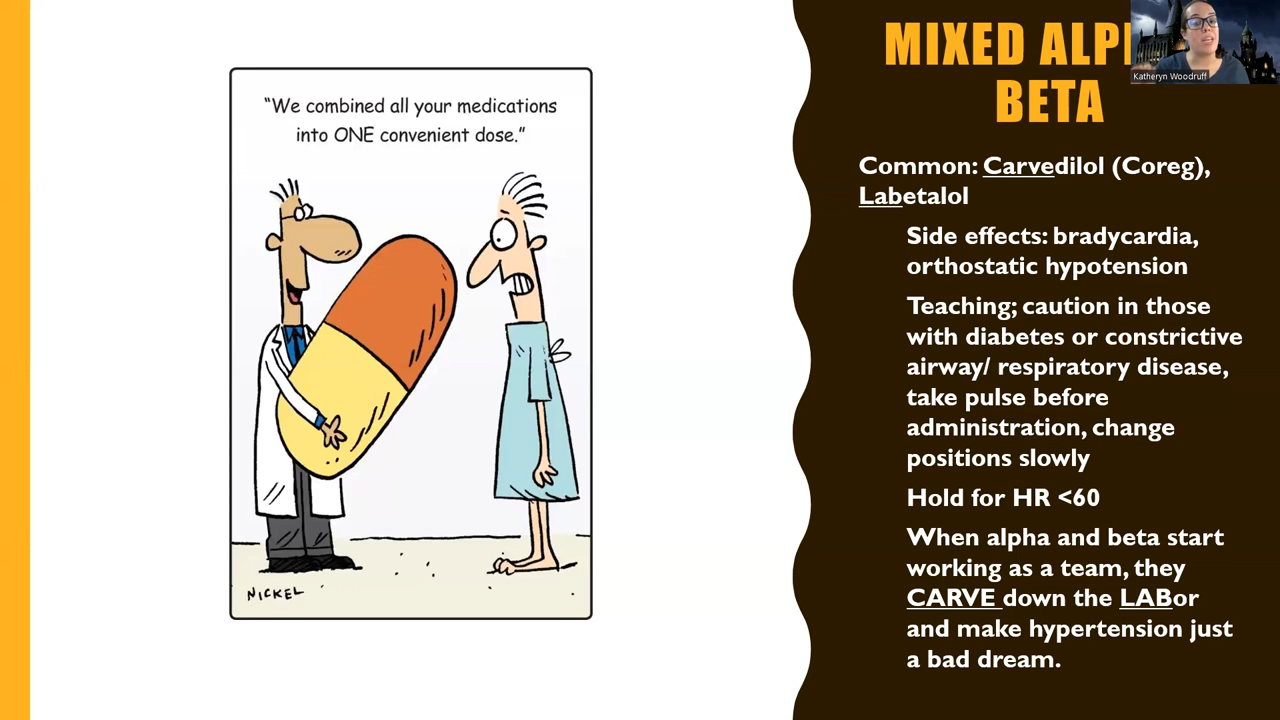 "We combined all your medications
into ONE convenient dose."
NICKEL
MIXED
BETA
Katheryn Woodruff
Common: Carvedilol (Coreg),
Labetalol
Side effects: bradycardia,
orthostatic hypotension
Teaching; caution in those
with diabetes or constrictive
airway/ respiratory disease,
take pulse before
administration, change
positions slowly
Hold for HR <60
When alpha and beta start
working as a team, they
CARVE down the LABor
and make hypertension just
a bad dream.